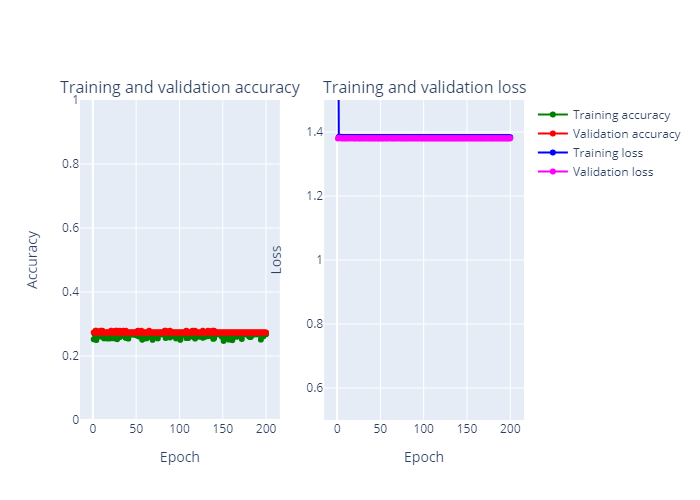 Training and validation accuracy
Training and validation loss
1
0.8
0.6
0.4
0.2
0
0 50 100 150 200
Epoch
Accuracy
1.4
1.2
1
0.8
0.6
0 50 100 150 200
Epoch
Loss
Training accuracy
Validation accuracy
Training loss
Validation loss